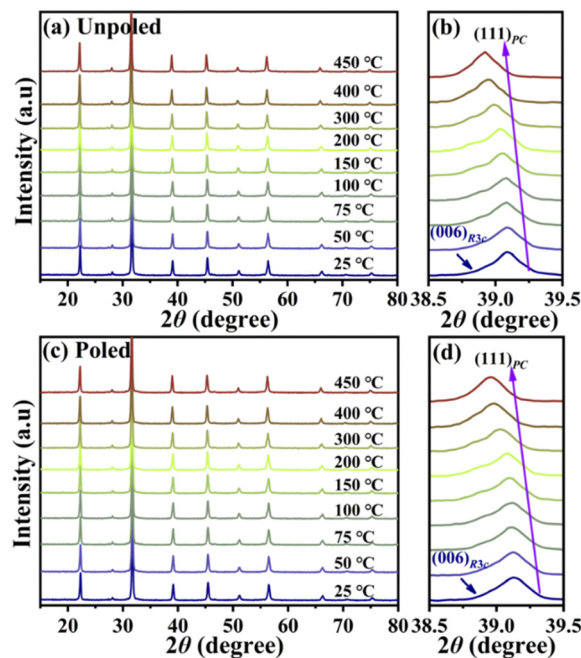 (a) Unpoled
450 °C
400 °C
300 °C
200 °C
150 °C
100 °C
75 °C
50 °C
25 °C
Intensity (a.u)
20 30 40 50 60 70 80
2θ (degree)
(b)
(111)PC
(006)R3c
38.5 39.0 39.5
2θ (degree)
(c) Poled
450 °C
400 °C
300 °C
200 °C
150 °C
100 °C
75 °C
50 °C
25 °C
Intensity (a.u)
20 30 40 50 60 70 80
2θ (degree)
(d)
(111)PC
(006)R3c
38.5 39.0 39.5
2θ (degree)